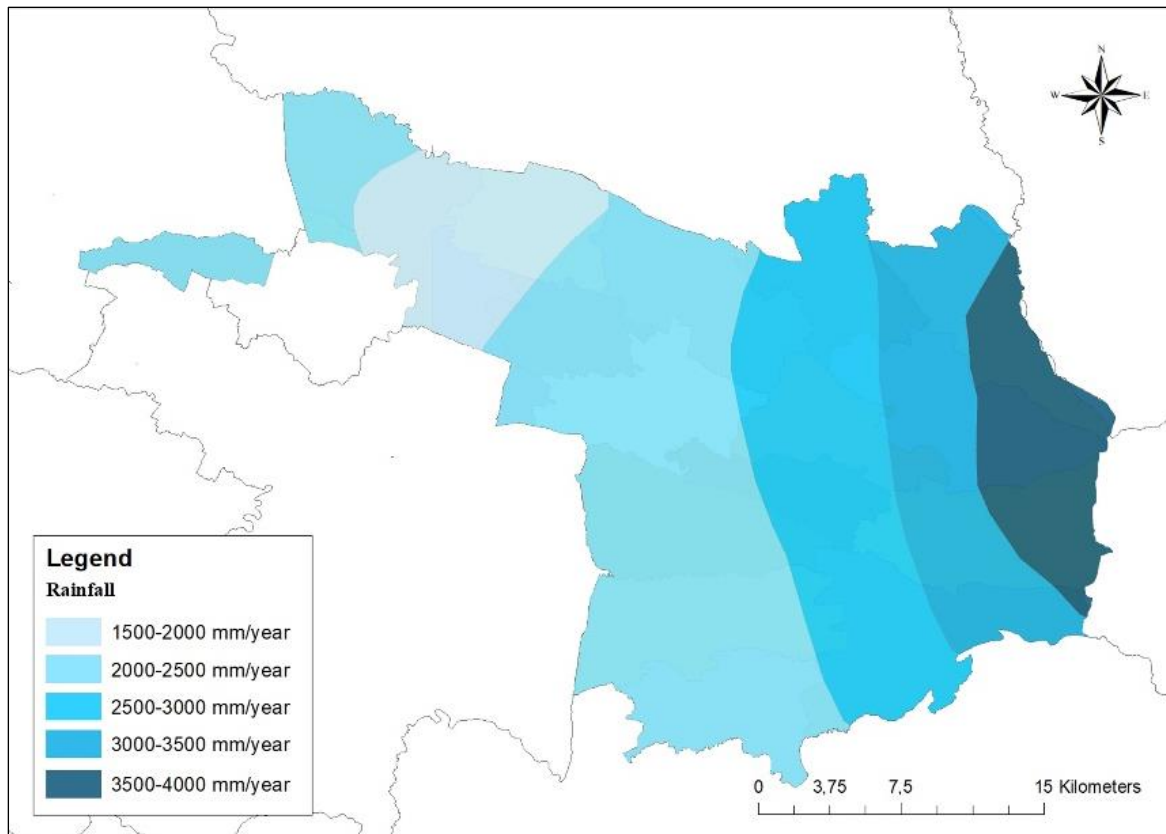 N
W E
S
Legend
Rainfall
1500-2000 mm/year
2000-2500 mm/year
2500-3000 mm/year
3000-3500 mm/year
3500-4000 mm/year
0 3,75 7,5 15 Kilometers